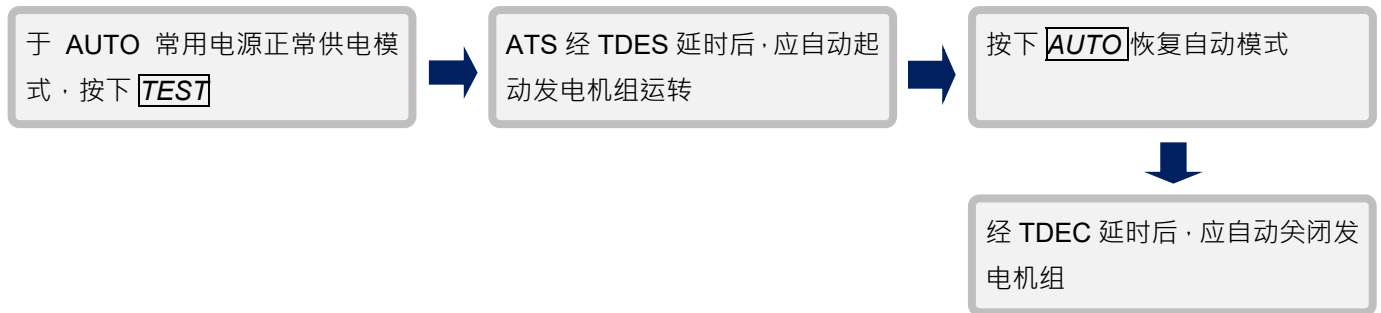 于 AUTO 常用电源正常供电模
式，按下 TEST
ATS 经 TDES 延时后，应自动起
动发电机组运转
按下 AUTO 恢复自动模式
经 TDEC 延时后，应自动关闭发
电机组